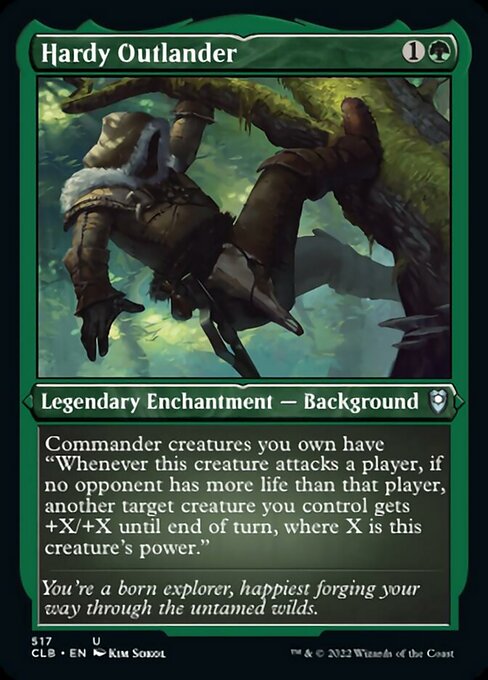 Hardy Outlander 1
Legendary Enchantment — Background
Commander creatures you own have
“Whenever this creature attacks a player, if
no opponent has more life than that player,
another target creature you control gets
+X/+X until end of turn, where X is this
creature’s power.”
You’re a born explorer, happiest forging your
way through the untamed wilds.
517 U
CLB • EN Kim Sokol
™ & © 2022 Wizards of the Coast